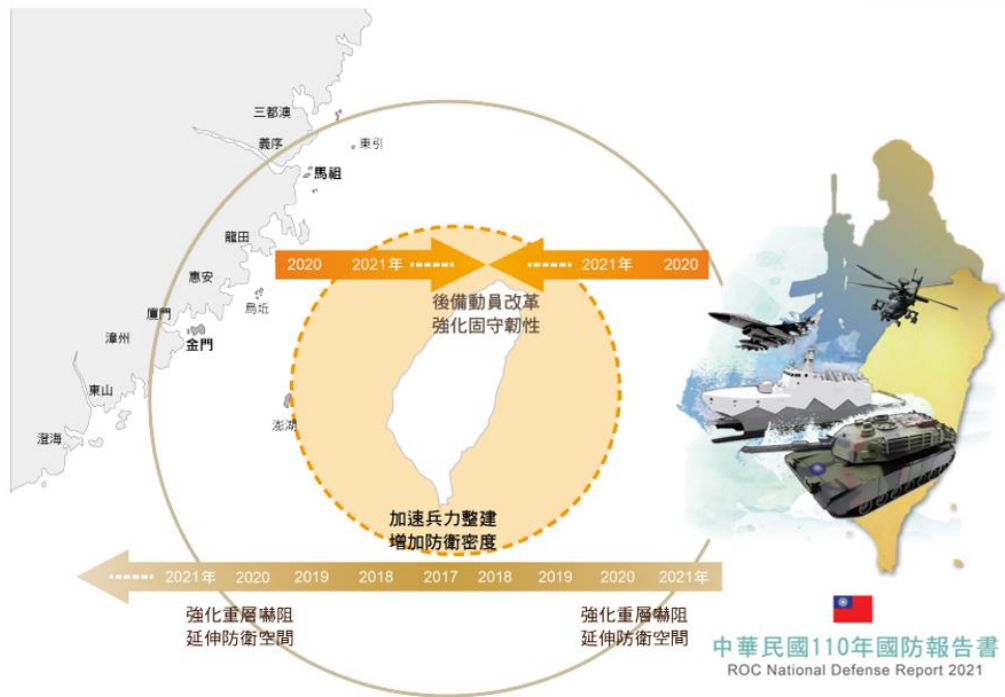 三都澳
義序
東引
馬祖
龍田
惠安
烏坵
廈門
金門
漳州
東山
澄海
澎湖
2020 2021年 2021年 2020
後備動員改革
強化固守韌性
加速兵力整建
增加防衛密度
2021年 2020 2019 2018 2017 2018 2019 2020 2021年
強化重層嚇阻
延伸防衛空間
強化重層嚇阻
延伸防衛空間
中華民國110年國防報告書
ROC National Defense Report 2021